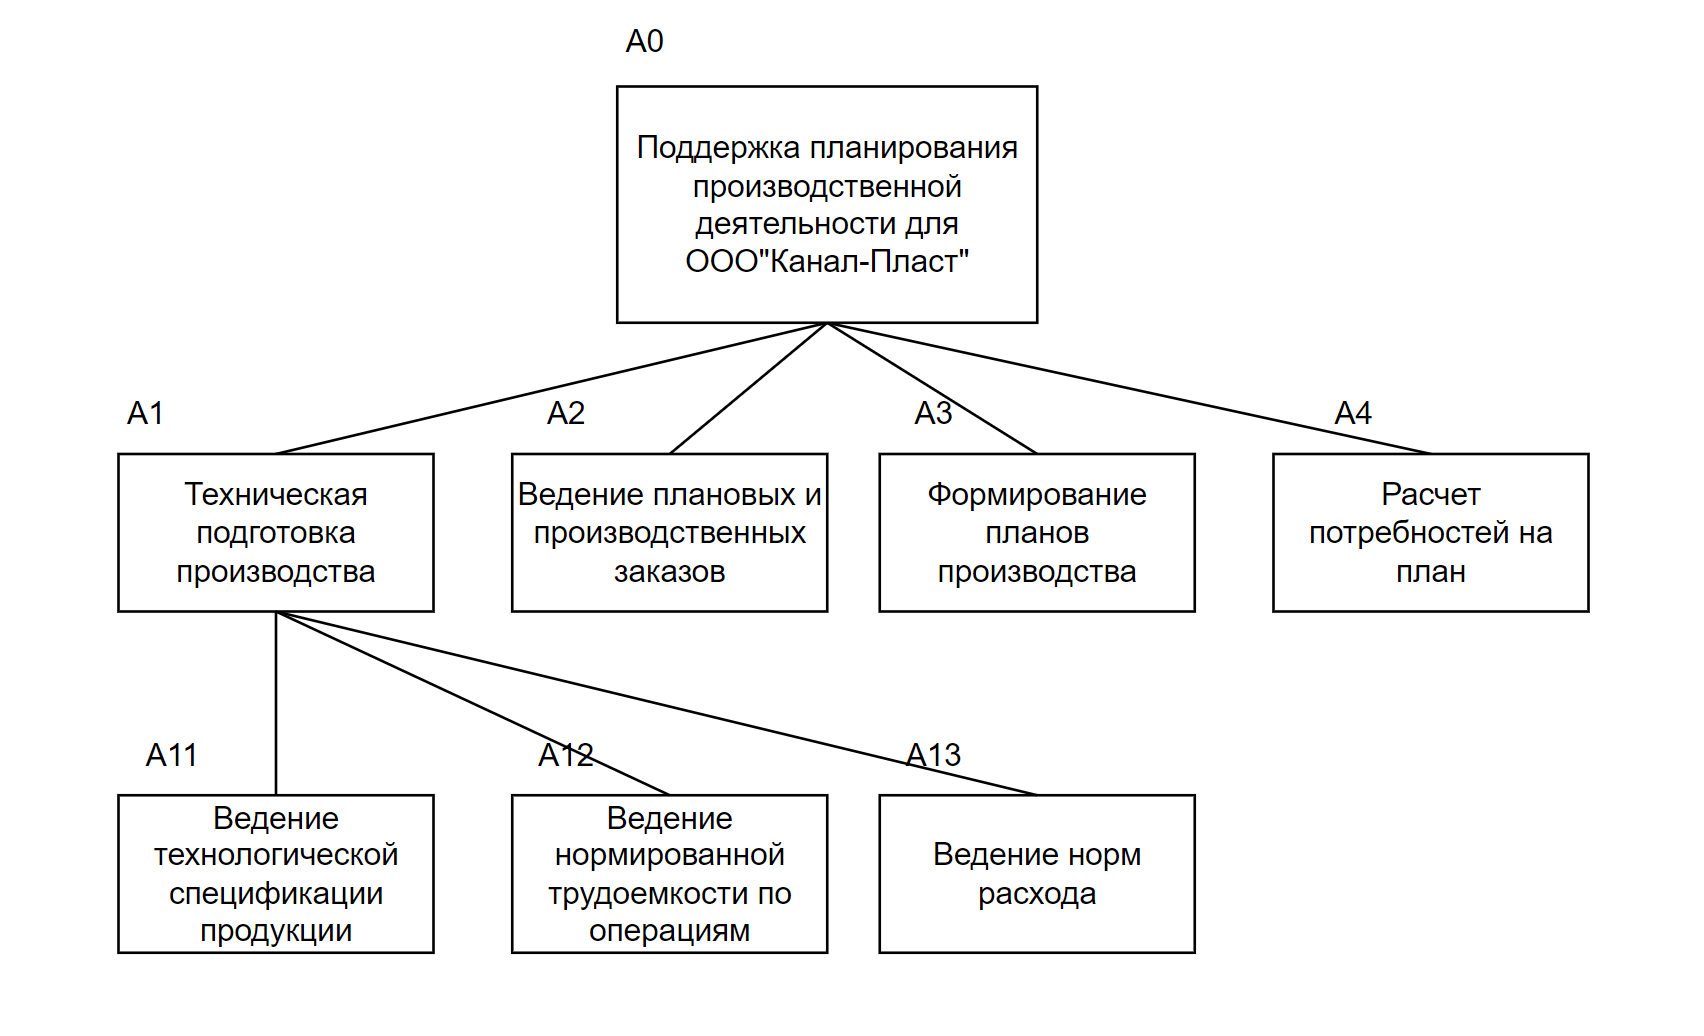 A0
Поддержка планирования
производственной
деятельности для
ООО"Канал-Пласт"
A1
A2
A3
A4
Техническая
подготовка
производства
Ведение плановых и
производственных
заказов
Формирование
планов
производства
Расчет
потребностей на
план
A11
A12
A13
Ведение
технологической
спецификации
продукции
Ведение
нормированной
трудоемкости по
операциям
Ведение норм
расхода